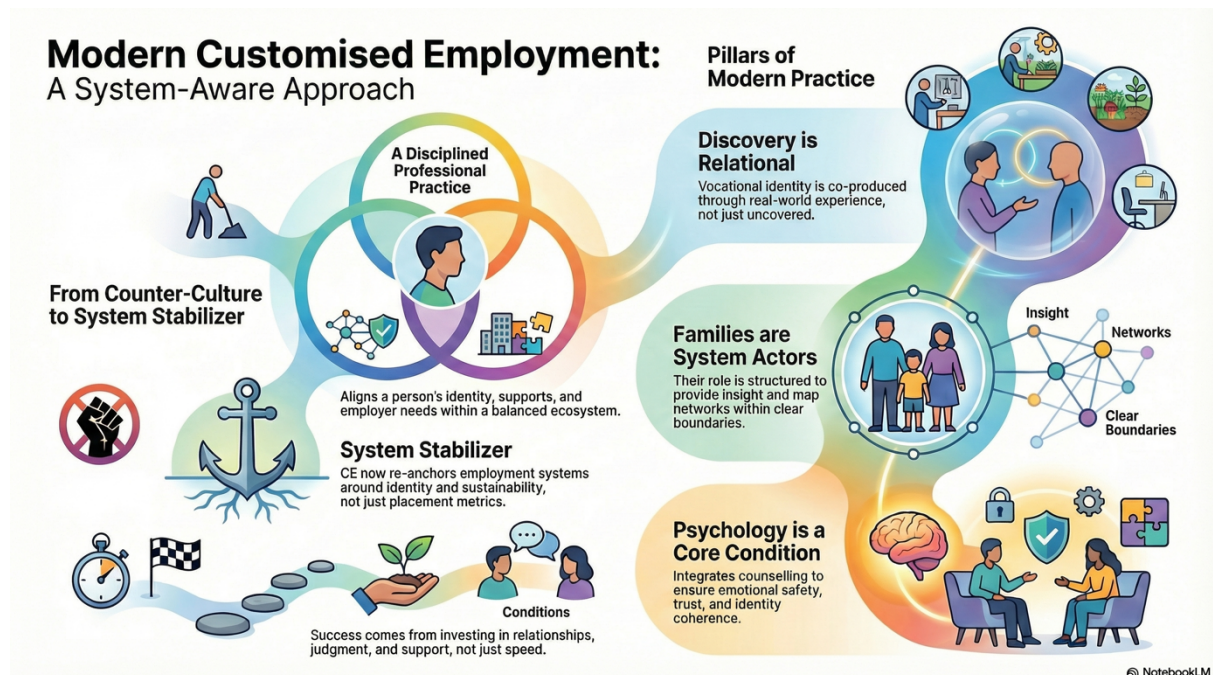 Modern Customised Employment:
A System-Aware Approach
A Disciplined
Professional
Practice
From Counter-Culture
to System Stabilizer
Aligns a person's identity, supports, and
employer needs within a balanced ecosystem.
System Stabilizer
CE now re-anchors employment systems
around identity and sustainability,
not just placement metrics.
Conditions
Success comes from investing in relationships,
judgment, and support, not just speed.
Pillars of
Modern Practice
Discovery is
Relational
Vocational identity is co-produced
through real-world experience,
not just uncovered.
Families are
System Actors
Their role is structured to
provide insight and map
networks within clear
boundaries.
Insight
Networks
Clear
Boundaries
Psychology is a
Core Condition
Integrates counselling to
ensure emotional safety,
trust, and identity
coherence.
NotebookLM